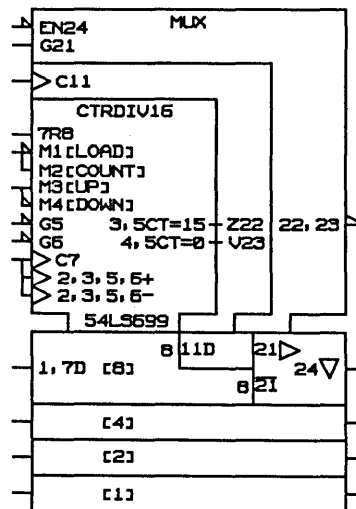 MUX
EN24
G21
C11
CTRDIV16
7R8
M1[LOAD]
M2[COUNT]
M3[UP]
M4[DOWN]
G5 3,5CT=15 Z22 22,23
G6 4,5CT=0 V23
C7
2,3,5,6+
2,3,5,6-
54LS699
8 11D 21
1,7D [8] 24
8 21
[4]
[2]
[1]